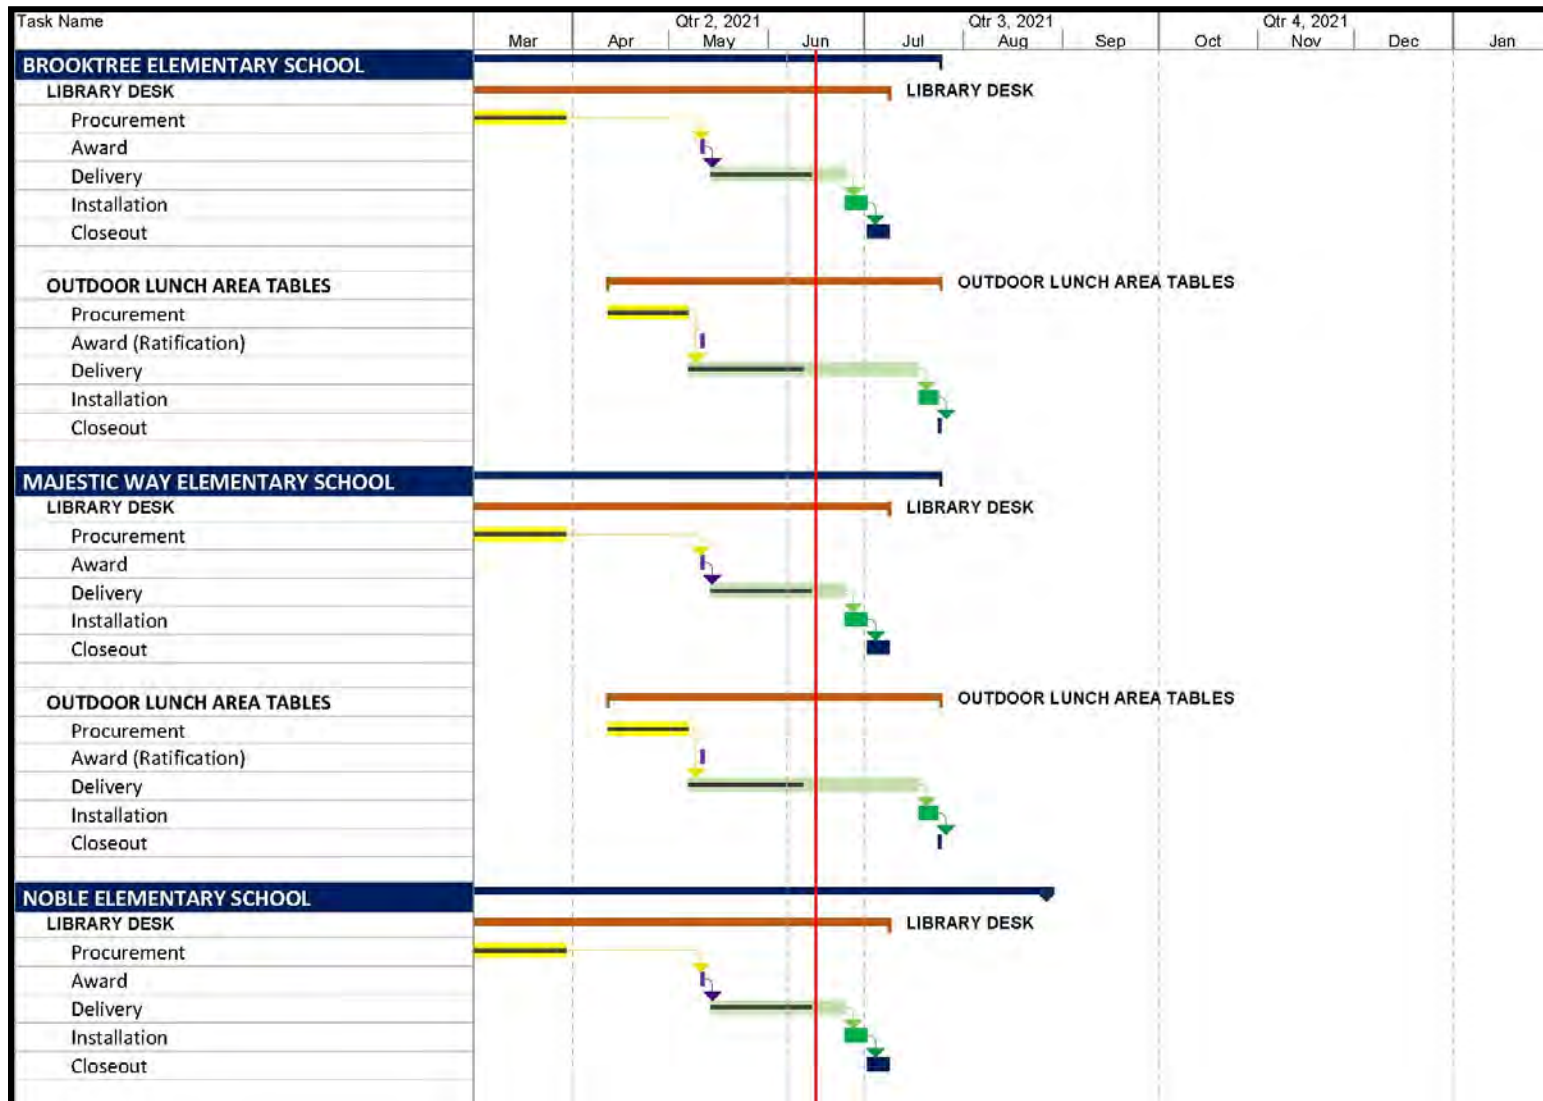 Task Name
Qtr 2, 2021 Qtr 3, 2021 Qtr 4, 2021
Mar Apr May Jun Jul Aug Sep Oct Nov Dec Jan
BROOKTREE ELEMENTARY SCHOOL
LIBRARY DESK LIBRARY DESK
Procurement
Award
Delivery
Installation
Closeout
OUTDOOR LUNCH AREA TABLES OUTDOOR LUNCH AREA TABLES
Procurement
Award (Ratification)
Delivery
Installation
Closeout
MAJESTIC WAY ELEMENTARY SCHOOL
LIBRARY DESK LIBRARY DESK
Procurement
Award
Delivery
Installation
Closeout
OUTDOOR LUNCH AREA TABLES OUTDOOR LUNCH AREA TABLES
Procurement
Award (Ratification)
Delivery
Installation
Closeout
NOBLE ELEMENTARY SCHOOL
LIBRARY DESK LIBRARY DESK
Procurement
Award
Delivery
Installation
Closeout